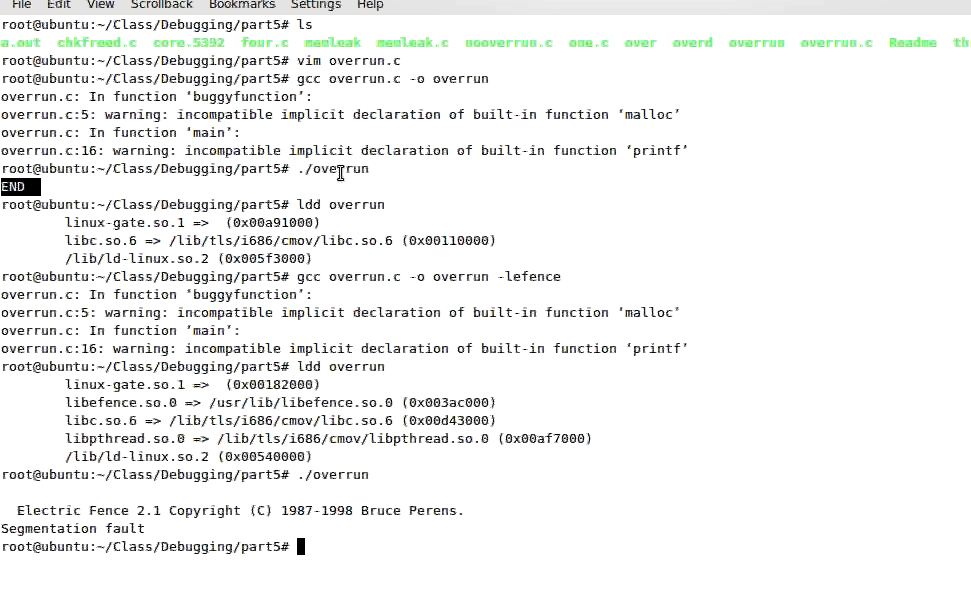 File Edit View Scrollback Bookmarks Settings Help
root@ubuntu:~/Class/Debugging/part5# ls
a.out chkfreed.c core.5392 four.c memleak memleak.c nooverrun.c one.c over overd overrun overrun.c Readme
root@ubuntu:~/Class/Debugging/part5# vim overrun.c
root@ubuntu:~/Class/Debugging/part5# gcc overrun.c -o overrun
overrun.c: In function ‘buggyfunction’:
overrun.c:5: warning: incompatible implicit declaration of built-in function ‘malloc’
overrun.c: In function ‘main’:
overrun.c:16: warning: incompatible implicit declaration of built-in function ‘printf’
root@ubuntu:~/Class/Debugging/part5# ./overrun
END
root@ubuntu:~/Class/Debugging/part5# ldd overrun
linux-gate.so.1 => (0x00a91000)
libc.so.6 => /lib/tls/i686/cmov/libc.so.6 (0x00110000)
/lib/ld-linux.so.2 (0x005f3000)
root@ubuntu:~/Class/Debugging/part5# gcc overrun.c -o overrun -lefence
overrun.c: In function ‘buggyfunction’:
overrun.c:5: warning: incompatible implicit declaration of built-in function ‘malloc’
overrun.c: In function ‘main’:
overrun.c:16: warning: incompatible implicit declaration of built-in function ‘printf’
root@ubuntu:~/Class/Debugging/part5# ldd overrun
linux-gate.so.1 => (0x00182000)
libefence.so.0 => /usr/lib/libefence.so.0 (0x003ac000)
libc.so.6 => /lib/tls/i686/cmov/libc.so.6 (0x00d43000)
libpthread.so.0 => /lib/tls/i686/cmov/libpthread.so.0 (0x00af7000)
/lib/ld-linux.so.2 (0x00540000)
root@ubuntu:~/Class/Debugging/part5# ./overrun
Electric Fence 2.1 Copyright (C) 1987-1998 Bruce Perens.
Segmentation fault
root@ubuntu:~/Class/Debugging/part5#